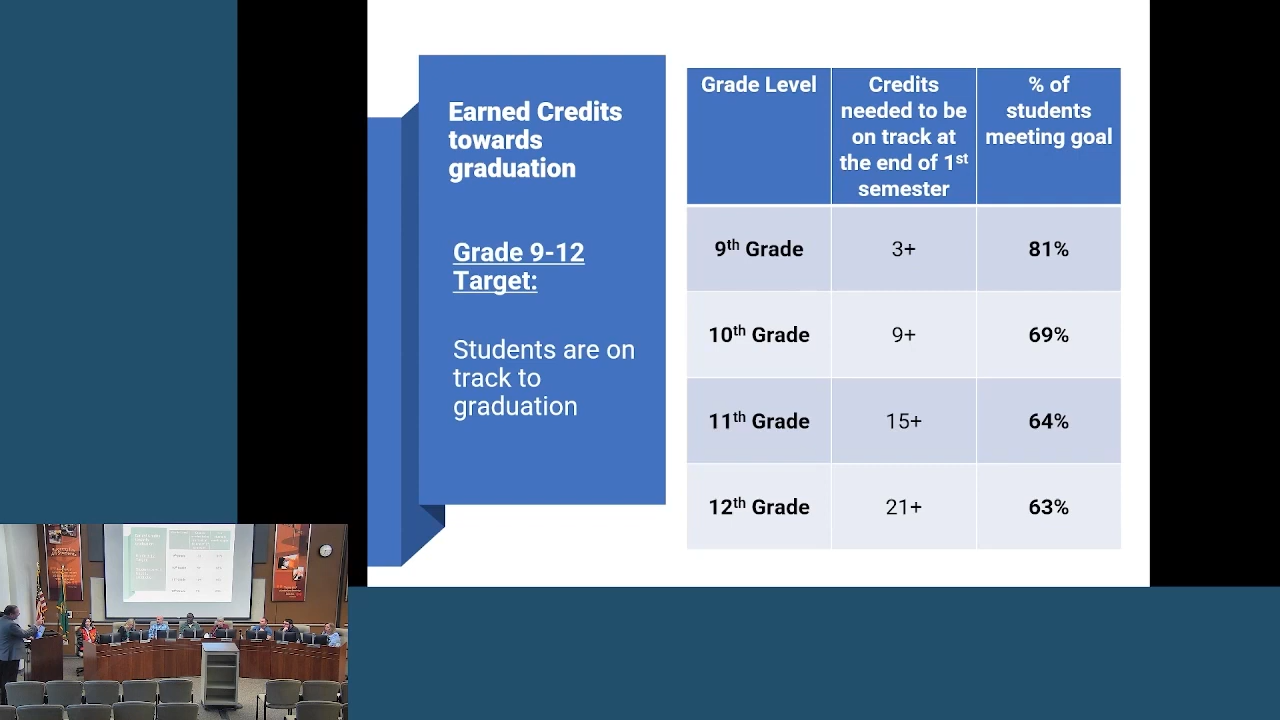 Earned Credits
towards
graduation
Grade 9-12
Target:
Students are on
track to
graduation
Grade Level
Credits
needed to be
on track at
the end of 1st
semester
% of
students
meeting goal
9th Grade
3+
81%
10th Grade
9+
69%
11th Grade
15+
64%
12th Grade
21+
63%